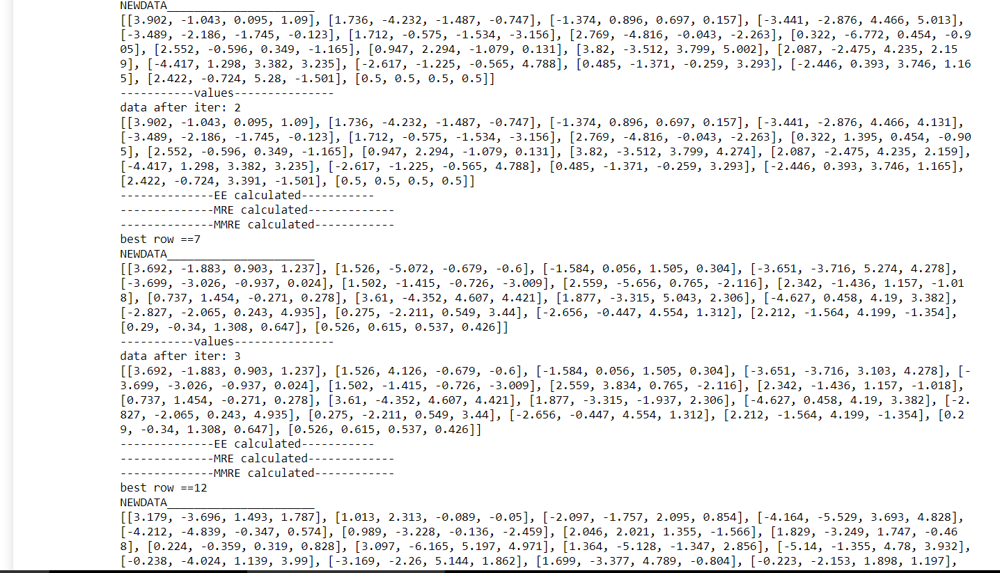 NEWDATA______________________
[[3.902, -1.043, 0.095, 1.09], [1.736, -4.232, -1.487, -0.747], [-1.374, 0.896, 0.697, 0.157], [-3.441, -2.876, 4.466, 5.013],
[-3.489, -2.186, -1.745, -0.123], [1.712, -0.575, -1.534, -3.156], [2.769, -4.816, -0.043, -2.263], [0.322, -6.772, 0.454, -0.9
05], [2.552, -0.596, 0.349, -1.165], [0.947, 2.294, -1.079, 0.131], [3.82, -3.512, 3.799, 5.002], [2.087, -2.475, 4.235, 2.15
9], [-4.417, 1.298, 3.382, 3.235], [-2.617, -1.225, -0.565, 4.788], [0.485, -1.371, -0.259, 3.293], [-2.446, 0.393, 3.746, 1.16
5], [2.422, -0.724, 5.28, -1.501], [0.5, 0.5, 0.5, 0.5]]
-----------values---------------
data after iter: 2
[[3.902, -1.043, 0.095, 1.09], [1.736, -4.232, -1.487, -0.747], [-1.374, 0.896, 0.697, 0.157], [-3.441, -2.876, 4.466, 4.131],
[-3.489, -2.186, -1.745, -0.123], [1.712, -0.575, -1.534, -3.156], [2.769, -4.816, -0.043, -2.263], [0.322, 1.395, 0.454, -0.90
5], [2.552, -0.596, 0.349, -1.165], [0.947, 2.294, -1.079, 0.131], [3.82, -3.512, 3.799, 4.274], [2.087, -2.475, 4.235, 2.159],
[-4.417, 1.298, 3.382, 3.235], [-2.617, -1.225, -0.565, 4.788], [0.485, -1.371, -0.259, 3.293], [-2.446, 0.393, 3.746, 1.165],
[2.422, -0.724, 3.391, -1.501], [0.5, 0.5, 0.5, 0.5]]
--------------EE calculated-----------
--------------MRE calculated-------------
--------------MMRE calculated------------
best row ==7
NEWDATA______________________
[[3.692, -1.883, 0.903, 1.237], [1.526, -5.072, -0.679, -0.6], [-1.584, 0.056, 1.505, 0.304], [-3.651, -3.716, 5.274, 4.278],
[-3.699, -3.026, -0.937, 0.024], [1.502, -1.415, -0.726, -3.009], [2.559, -5.656, 0.765, -2.116], [2.342, -1.436, 1.157, -1.01
8], [0.737, 1.454, -0.271, 0.278], [3.61, -4.352, 4.607, 4.421], [1.877, -3.315, 5.043, 2.306], [-4.627, 0.458, 4.19, 3.382],
[-2.827, -2.065, 0.243, 4.935], [0.275, -2.211, 0.549, 3.44], [-2.656, -0.447, 4.554, 1.312], [2.212, -1.564, 4.199, -1.354],
[0.29, -0.34, 1.308, 0.647], [0.526, 0.615, 0.537, 0.426]]
-----------values---------------
data after iter: 3
[[3.692, -1.883, 0.903, 1.237], [1.526, 4.126, -0.679, -0.6], [-1.584, 0.056, 1.505, 0.304], [-3.651, -3.716, 3.103, 4.278], [-
3.699, -3.026, -0.937, 0.024], [1.502, -1.415, -0.726, -3.009], [2.559, 3.834, 0.765, -2.116], [2.342, -1.436, 1.157, -1.018],
[0.737, 1.454, -0.271, 0.278], [3.61, -4.352, 4.607, 4.421], [1.877, -3.315, -1.937, 2.306], [-4.627, 0.458, 4.19, 3.382], [-2.
827, -2.065, 0.243, 4.935], [0.275, -2.211, 0.549, 3.44], [-2.656, -0.447, 4.554, 1.312], [2.212, -1.564, 4.199, -1.354], [0.2
9, -0.34, 1.308, 0.647], [0.526, 0.615, 0.537, 0.426]]
--------------EE calculated-----------
--------------MRE calculated-------------
--------------MMRE calculated------------
best row ==12
NEWDATA______________________
[[3.179, -3.696, 1.493, 1.787], [1.013, 2.313, -0.089, -0.05], [-2.097, -1.757, 2.095, 0.854], [-4.164, -5.529, 3.693, 4.828],
[-4.212, -4.839, -0.347, 0.574], [0.989, -3.228, -0.136, -2.459], [2.046, 2.021, 1.355, -1.566], [1.829, -3.249, 1.747, -0.46
8], [0.224, -0.359, 0.319, 0.828], [3.097, -6.165, 5.197, 4.971], [1.364, -5.128, -1.347, 2.856], [-5.14, -1.355, 4.78, 3.932],
[-0.238, -4.024, 1.139, 3.99], [-3.169, -2.26, 5.144, 1.862], [1.699, -3.377, 4.789, -0.804], [-0.223, -2.153, 1.898, 1.197],